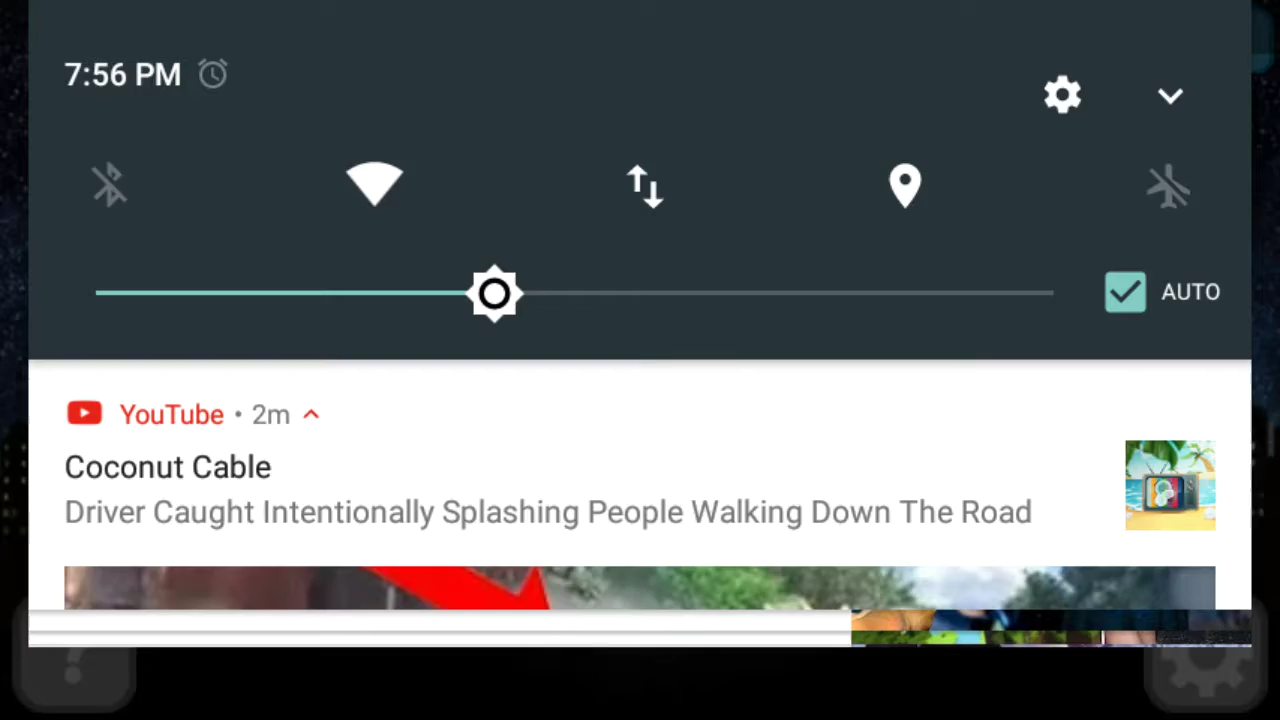 7:56 PM
AUTO
YouTube • 2m
Coconut Cable
Driver Caught Intentionally Splashing People Walking Down The Road
?